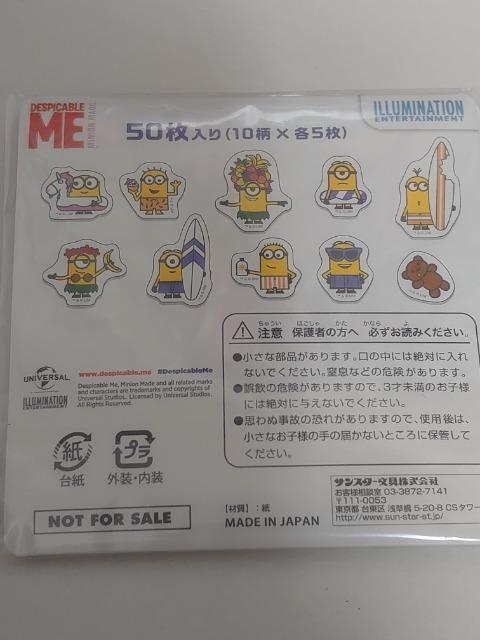 DESPICABLE
ME
MINION MADE
ILLUMINATION
ENTERTAINMENT
50枚入り(10柄×各5枚)
⚠注意 保護者の方へ 必ずお読みください。
ちゅうい ほごしゃ かた かなら よ
●小さな部品があります。口の中には絶対に入れ
ないでください。窒息などの危険があります。
●誤飲の危険がありますので、3才未満のお子様
には絶対に与えないでください。
●思わぬ事故の恐れがありますので、使用後は、
小さなお子様の手の届かないところに保管して
ください。
UNIVERSAL
ILLUMINATION
ENTERTAINMENT
www.despicable.me #DespicableMe
Despicable Me, Minion Made and all related marks
and characters are trademarks and copyrights of
Universal Studios. Licensed by Universal Studios.
All Rights Reserved.
紙
台紙
プラ
外装・内装
NOT FOR SALE
【材質】:紙
MADE IN JAPAN
サンスター文具株式会社
お客様相談室 03-3872-7141
〒111-0053
東京都 台東区 浅草橋 5-20-8 CSタワー
http://www.sun-star-st.jp/